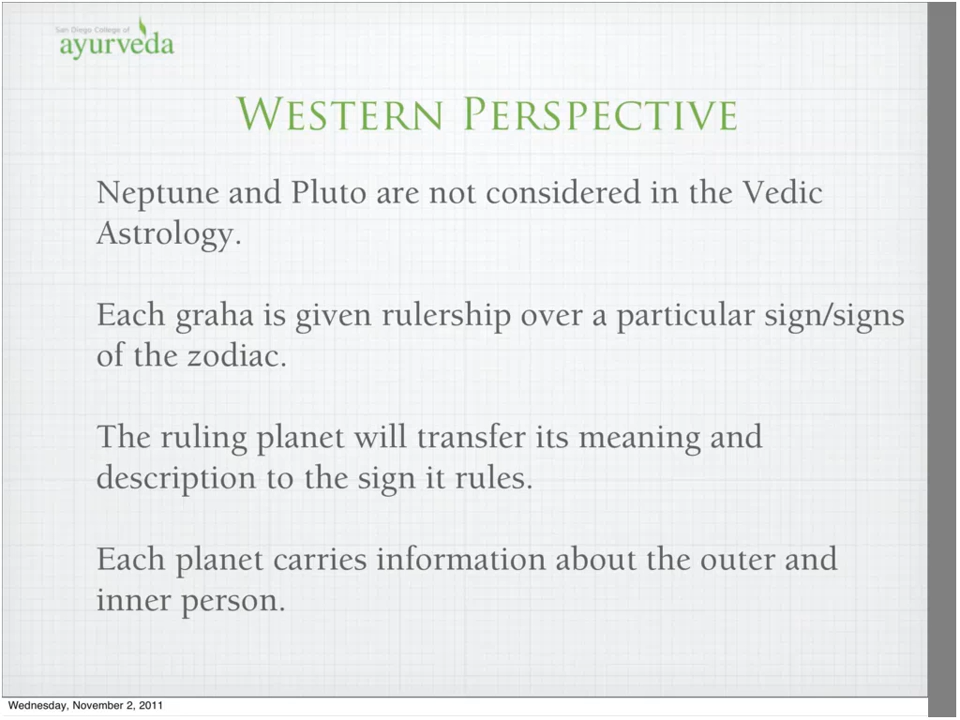 San Diego College of
ayurveda
Western Perspective
Neptune and Pluto are not considered in the Vedic
Astrology.
Each graha is given rulership over a particular sign/signs
of the zodiac.
The ruling planet will transfer its meaning and
description to the sign it rules.
Each planet carries information about the outer and
inner person.
Wednesday, November 2, 2011